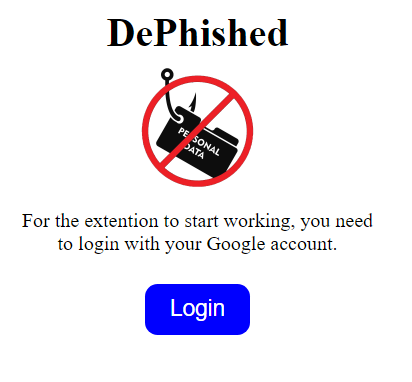 DePhished
PERSONAL
DATA
For the extention to start working, you need
to login with your Google account.
Login